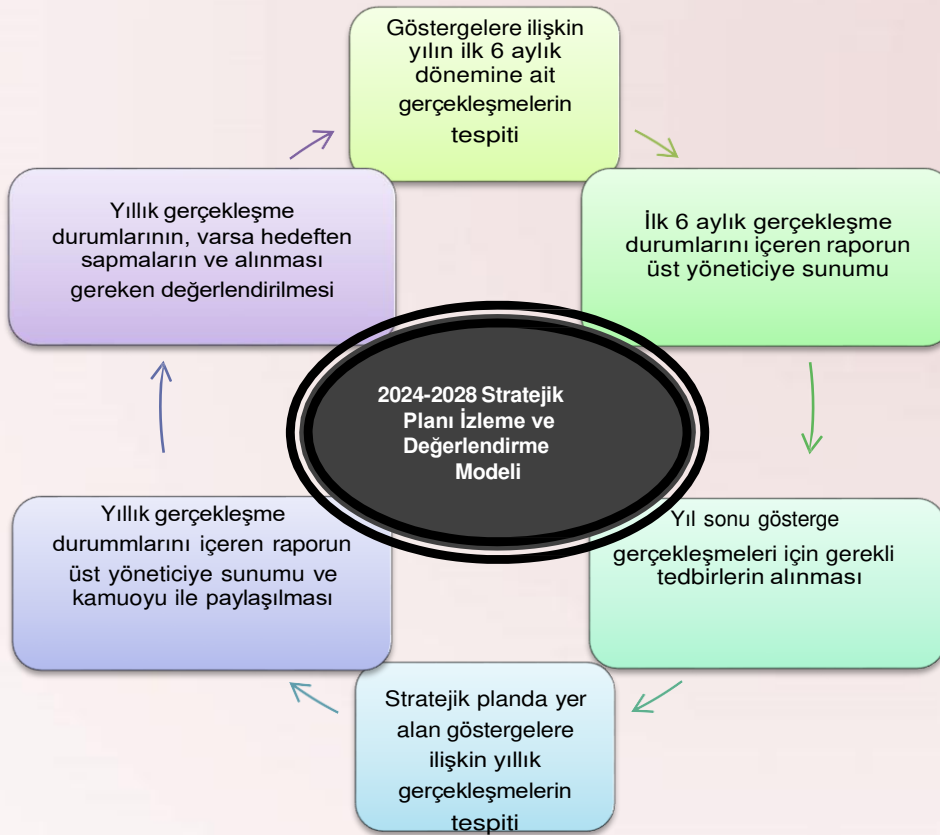 Göstergelere ilişkin
yılın ilk 6 aylık
dönemine ait
gerçekleşmelerin
tespiti
İlk 6 aylık gerçekleşme
durumlarını içeren raporun
üst yöneticiye sunumu
Yıl sonu gösterge
gerçekleşmeleri için gerekli
tedbirlerin alınması
Stratejik planda yer
alan göstergelere
ilişkin yıllık
gerçekleşmelerin
tespiti
Yıllık gerçekleşme
durummlarını içeren raporun
üst yöneticiye sunumu ve
kamuoyu ile paylaşılması
Yıllık gerçekleşme
durumlarının, varsa hedeften
sapmaların ve alınması
gereken değerlendirilmesi
2024-2028 Stratejik
Planı İzleme ve
Değerlendirme
Modeli